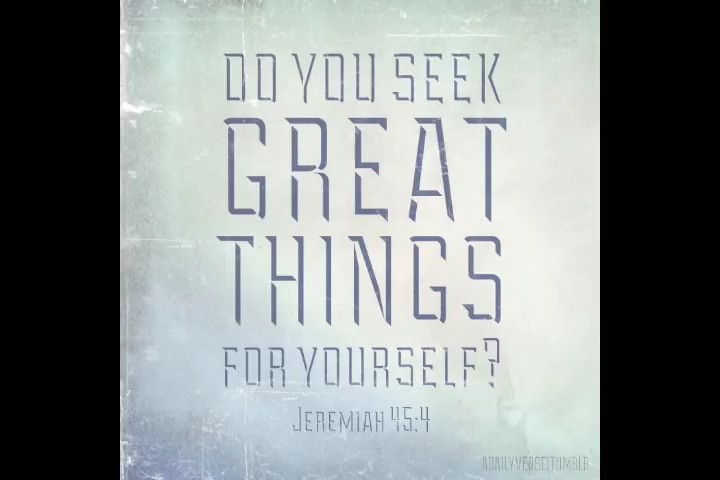 DO YOU SEEK
GREAT
THINGS
FOR YOURSELF?
JEREMIAH 45:4
ADAILYVERSE|TUMBLR